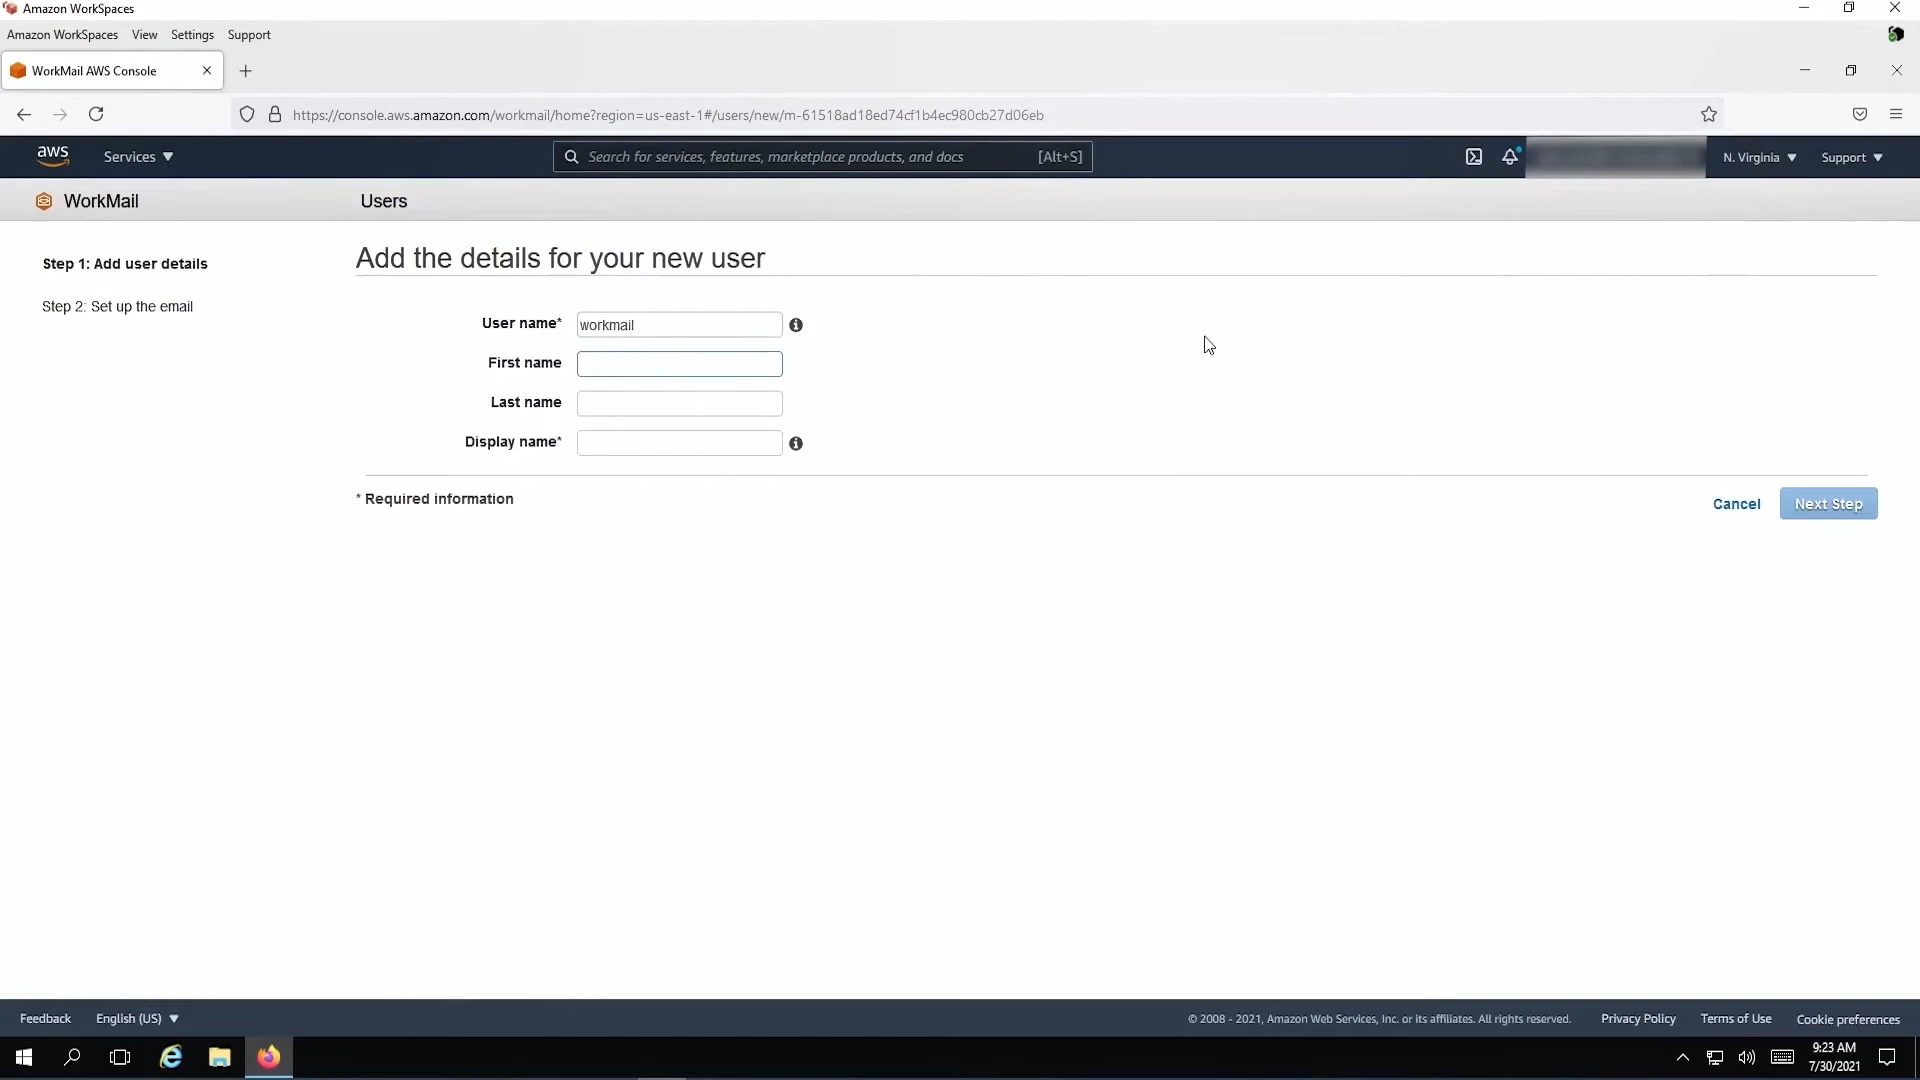 Amazon WorkSpaces
Amazon WorkSpaces View Settings Support
WorkMail AWS Console
https://console.aws.amazon.com/workmail/home?region=us-east-1#/users/new/m-61518ad18ed74cf1b4ec980cb27d06eb
aws Services Search for services, features, marketplace products, and docs [Alt+S] N. Virginia Support
WorkMail Users
Step 1: Add user details
Step 2: Set up the email
Add the details for your new user
User name* workmail
First name
Last name
Display name*
* Required information
Cancel Next Step
Feedback English (US) © 2008 - 2021, Amazon Web Services, Inc. or its affiliates. All rights reserved. Privacy Policy Terms of Use Cookie preferences
9:23 AM
7/30/2021